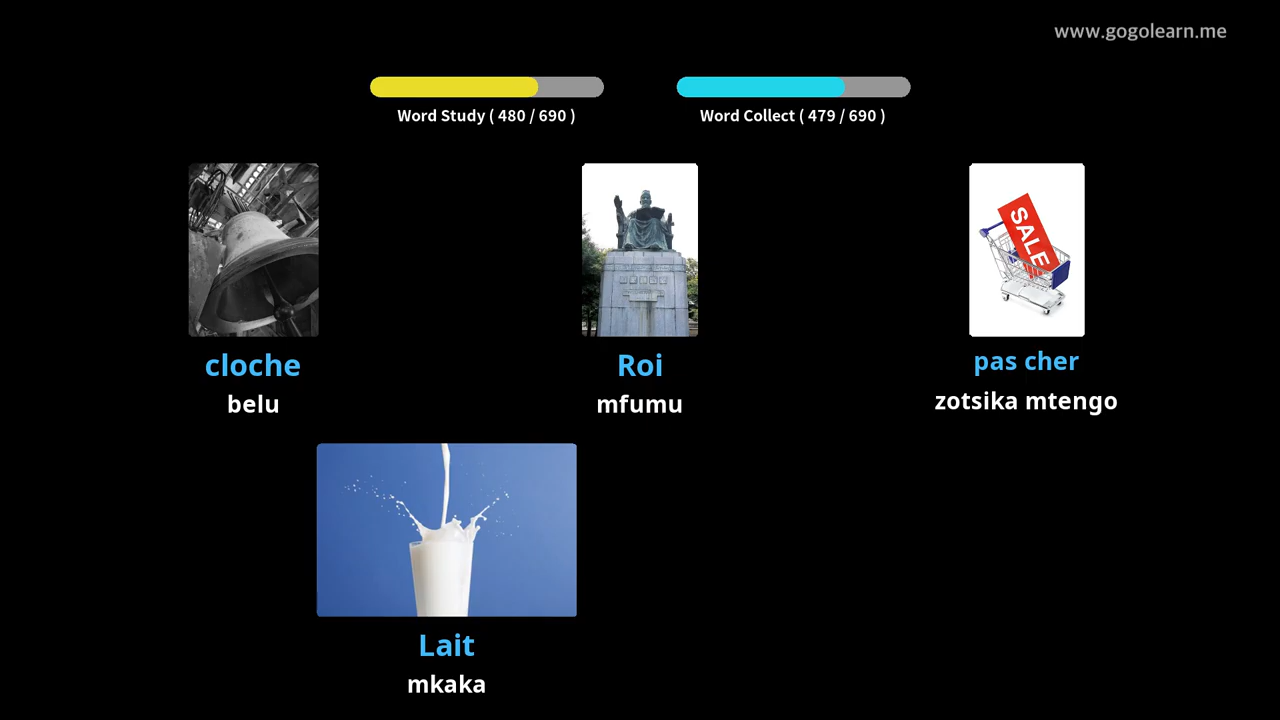 www.gogolearn.me
Word Study ( 480 / 690 )
Word Collect ( 479 / 690 )
SALE
cloche
belu
Roi
mfumu
pas cher
zotsika mtengo
Lait
mkaka